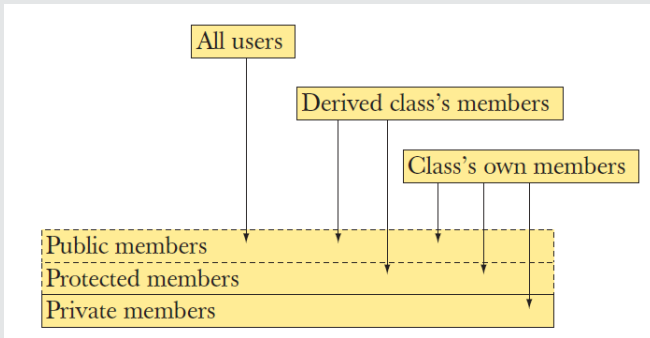 All users
Derived class’s members
Class’s own members
Public members
Protected members
Private members